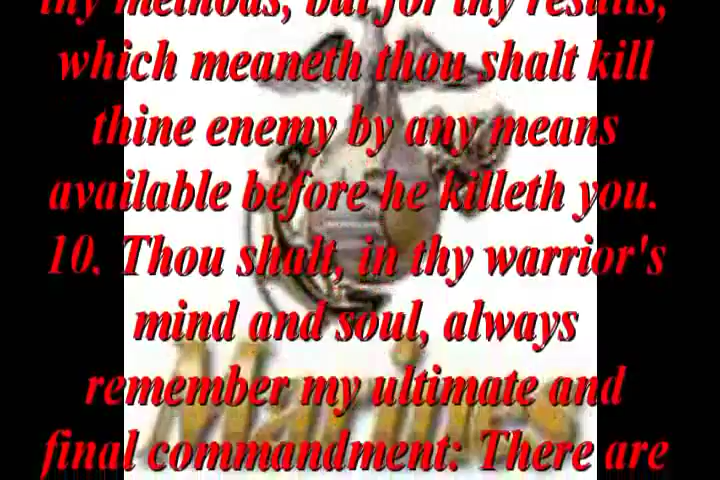 thy methods, but for thy results,
which meaneth thou shalt kill
thine enemy by any means
available before he killeth you.
10. Thou shalt, in thy warrior's
mind and soul, always
remember my ultimate and
final commandment: There are
Marines